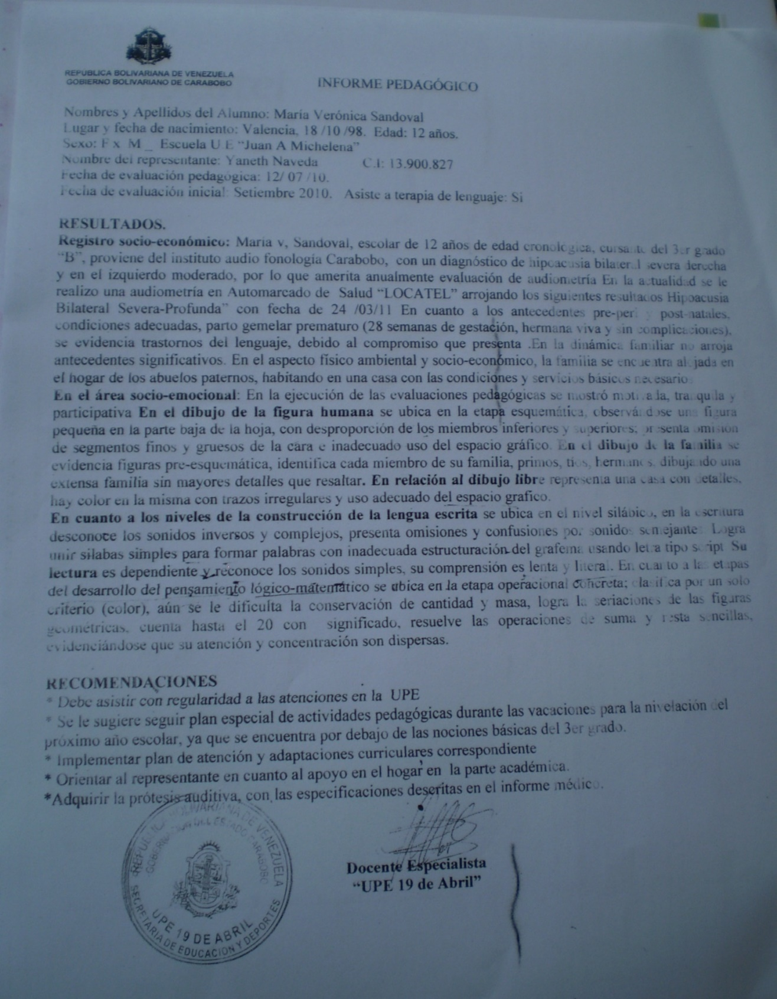 REPUBLICA BOLIVARIANA DE VENEZUELA
GOBIERNO BOLIVARIANO DE CARABOBO
INFORME PEDAGÓGICO
Nombres y Apellidos del Alumno: María Verónica Sandoval
Lugar y fecha de nacimiento: Valencia, 18 /10 /98. Edad: 12 años.
Sexo: F x M _ Escuela U E "Juan A Michelena"
Nombre del representante: Yaneth Naveda C.I: 13.900.827
Fecha de evaluación pedagógica: 12/ 07 /10.
Fecha de evaluación inicial: Setiembre 2010. Asiste a terapia de lenguaje: Si
RESULTADOS.
Registro socio-económico: María v, Sandoval, escolar de 12 años de edad cronológica, cursante del 3er grado
"B", proviene del instituto audio fonología Carabobo, con un diagnóstico de hipoacusia bilateral severa derecha
y en el izquierdo moderado, por lo que amerita anualmente evaluación de audiometría En la actualidad se le
realizo una audiometría en Automarcado de Salud "LOCATEL" arrojando los siguientes resultados Hipoacusia
Bilateral Severa-Profunda" con fecha de 24 /03/11 En cuanto a los antecedentes pre-peri y post-natales,
condiciones adecuadas, parto gemelar prematuro (28 semanas de gestación, hermana viva y sin complicaciones),
se evidencia trastornos del lenguaje, debido al compromiso que presenta .En la dinámica familiar no arroja
antecedentes significativos. En el aspecto físico ambiental y socio-económico, la familia se encuentra alojada en
el hogar de los abuelos paternos, habitando en una casa con las condiciones y servicios básicos necesario.
En el área socio-emocional: En la ejecución de las evaluaciones pedagógicas se mostró motivada, tranquila y
participativa En el dibujo de la figura humana se ubica en la etapa esquemática, observándose una figura
pequeña en la parte baja de la hoja, con desproporción de los miembros inferiores y superiores; presenta omisión
de segmentos finos y gruesos de la cara e inadecuado uso del espacio gráfico. En el dibujo de la familia se
evidencia figuras pre-esquemática, identifica cada miembro de su familia, primos, tíos, hermanos, dibujando una
extensa familia sin mayores detalles que resaltar. En relación al dibujo libre representa una casa con detalles,
hay color en la misma con trazos irregulares y uso adecuado del espacio grafico.
En cuanto a los niveles de la construcción de la lengua escrita se ubica en el nivel silábico, en la escritura
desconoce los sonidos inversos y complejos, presenta omisiones y confusiones por sonidos semejante. Logra
unir silabas simples para formar palabras con inadecuada estructuración del grafema usando letra tipo script Su
lectura es dependiente y reconoce los sonidos simples, su comprensión es lenta y literal. En cuanto a las etapas
del desarrollo del pensamiento lógico-matemático se ubica en la etapa operacional concreta; clasifica por un solo
criterio (color), aún se le dificulta la conservación de cantidad y masa, logra la seriaciones de las figuras
geométricas, cuenta hasta el 20 con significado, resuelve las operaciones de suma y resta sencillas,
evidenciándose que su atención y concentración son dispersas.
RECOMENDACIONES
* Debe asistir con regularidad a las atenciones en la UPE
* Se le sugiere seguir plan especial de actividades pedagógicas durante las vacaciones para la nivelación del
próximo año escolar, ya que se encuentra por debajo de las nociones básicas del 3er grado.
* Implementar plan de atención y adaptaciones curriculares correspondiente
* Orientar al representante en cuanto al apoyo en el hogar en la parte académica.
*Adquirir la prótesis auditiva, con las especificaciones descritas en el informe médico.
REPUBLICA BOLIVARIANA DE VENEZUELA
GOBERNACION DEL ESTADO CARABOBO
UPE 19 DE ABRIL
SECRETARIA DE EDUCACION Y DEPORTES
Docente Especialista
"UPE 19 de Abril"